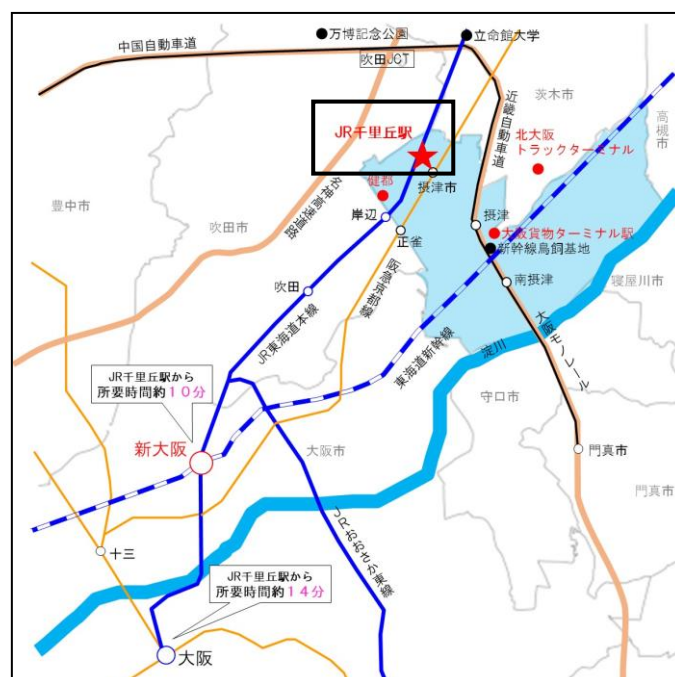 万博記念公園
立命館大学
中国自動車道
吹田JCT
近畿自動車道
茨木市
高槻市
JR千里丘駅
北大阪
トラックターミナル
摂津市
健都
名神高速道路
豊中市
吹田市
岸辺
正雀
摂津
大阪貨物ターミナル駅
新幹線鳥飼基地
寝屋川市
吹田
阪急京都線
南摂津
JR東海道本線
東海道新幹線
淀川
大阪モノレール
JR千里丘駅から
所要時間約10分
守口市
新大阪
大阪市
門真市
門真市
十三
JRおおさか東線
JR千里丘駅から
所要時間約14分
大阪